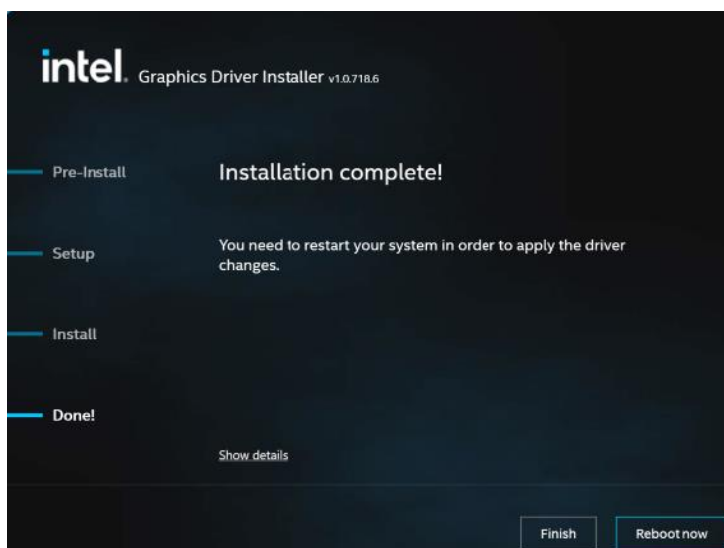 intel. Graphics Driver Installer v1.0.718.6
Pre-Install
Installation complete!
Setup
You need to restart your system in order to apply the driver
changes.
Install
Done!
Show details
Finish
Reboot now